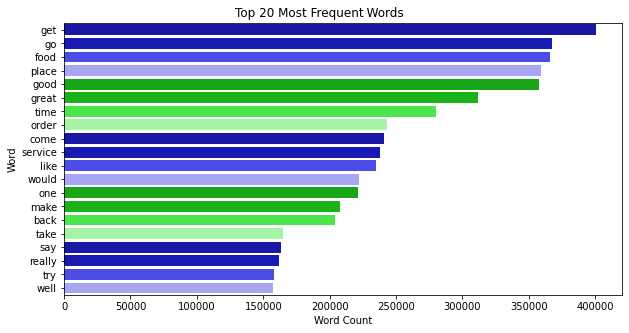 Top 20 Most Frequent Words
Word
get
go
food
place
good
great
time
order
come
service
like
would
one
make
back
take
say
really
try
well
0 50000 100000 150000 200000 250000 300000 350000 400000
Word Count